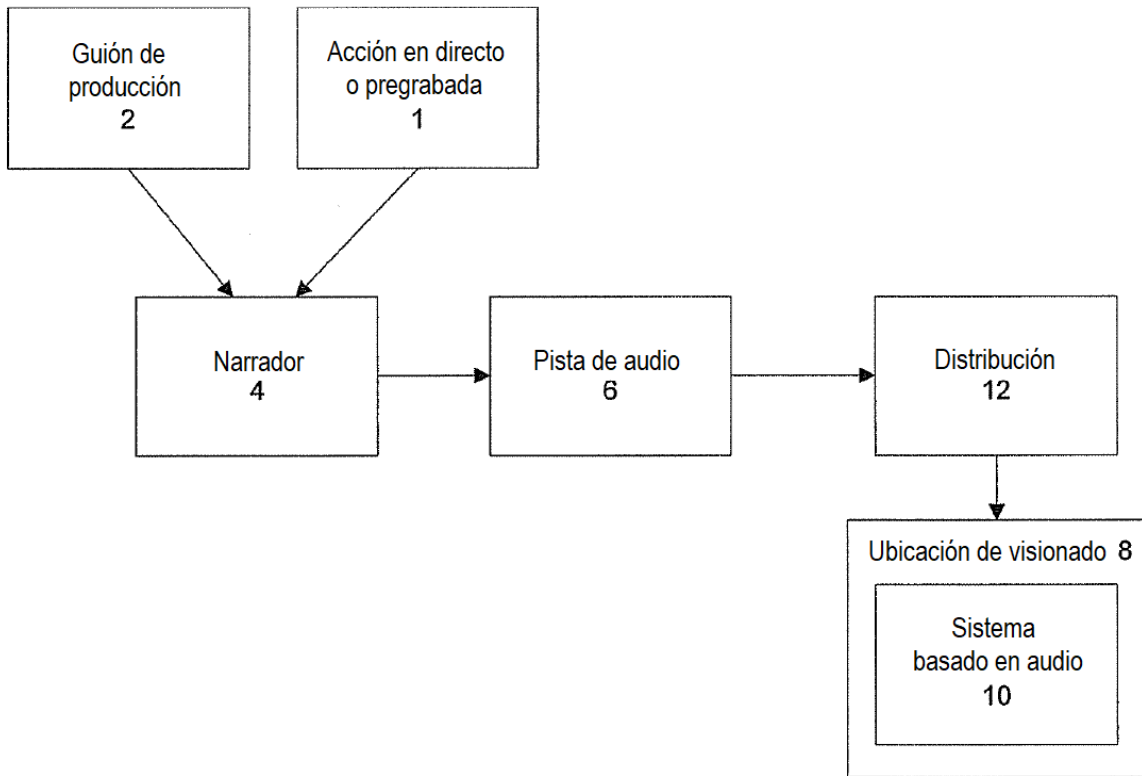 Guión de
producción
2
Acción en directo
o pregrabada
1
Narrador
4
Pista de audio
6
Distribución
12
Ubicación de visionado 8
Sistema
basado en audio
10